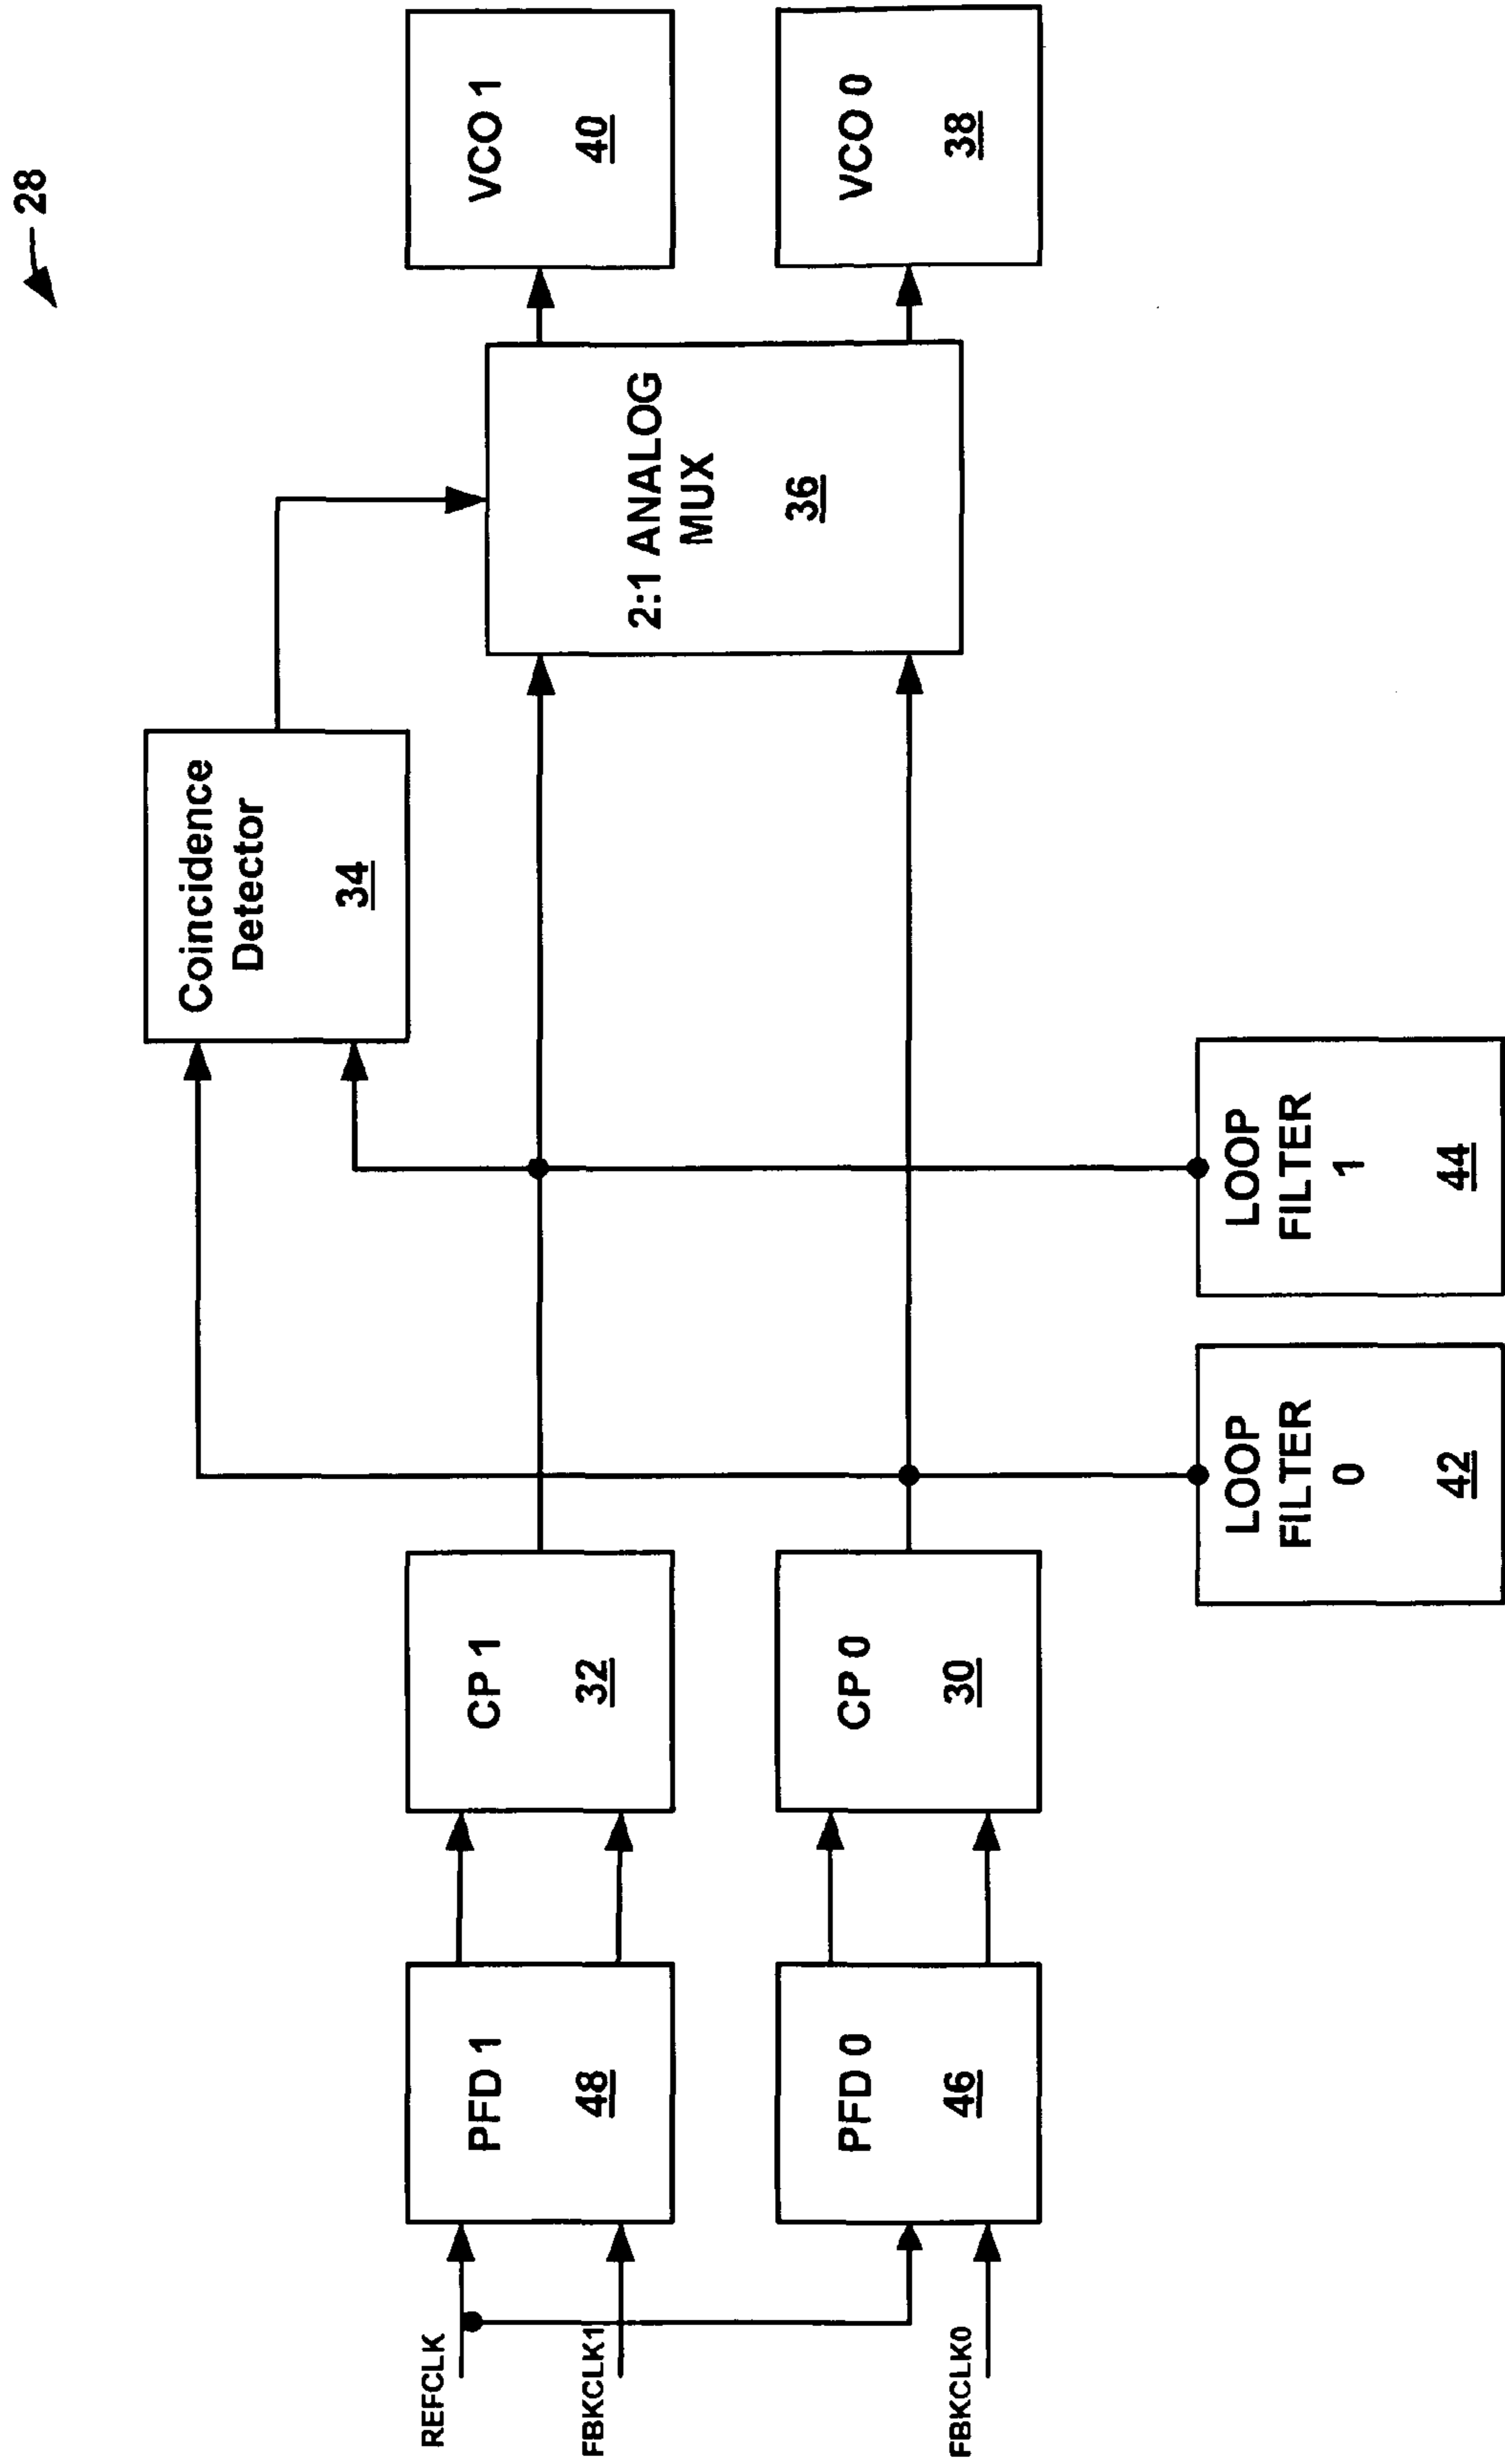 28
Coincidence
Detector
34
REFCLK
FBKCLK1
FBKCLK0
PFD 1
48
CP 1
32
2:1 ANALOG
MUX
36
VCO 1
40
PFD 0
46
CP 0
30
VCO 0
38
LOOP
FILTER
0
42
LOOP
FILTER
1
44